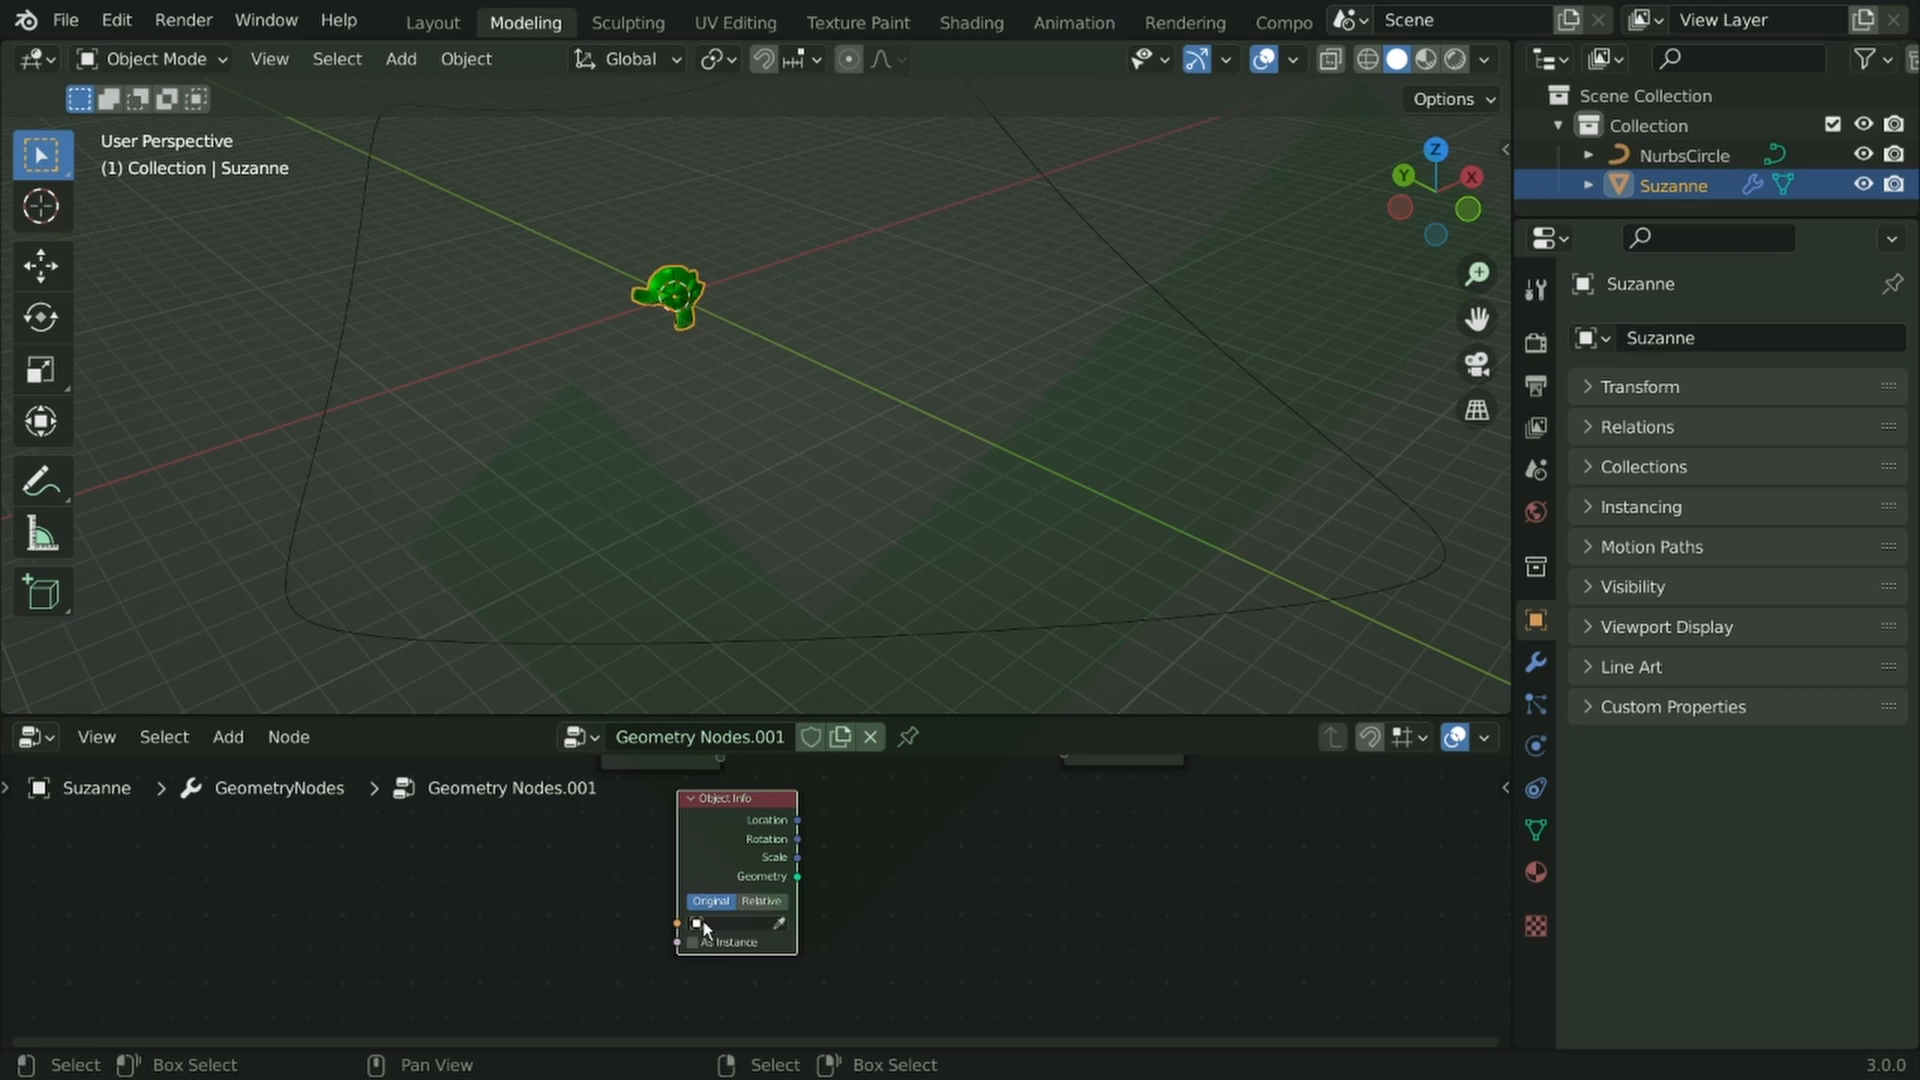 File Edit Render Window Help
Layout Modeling Sculpting UV Editing Texture Paint Shading Animation Rendering Compo
Scene
View Layer
Object Mode View Select Add Object
Global
Options
User Perspective
(1) Collection | Suzanne
Z
Y
X
Scene Collection
Collection
NurbsCircle
Suzanne
Suzanne
Suzanne
Transform
Relations
Collections
Instancing
Motion Paths
Visibility
Viewport Display
Line Art
Custom Properties
View Select Add Node
Geometry Nodes.001
Suzanne > GeometryNodes > Geometry Nodes.001
Object Info
Location
Rotation
Scale
Geometry
Original Relative
As Instance
Select Box Select Pan View Select Box Select 3.0.0